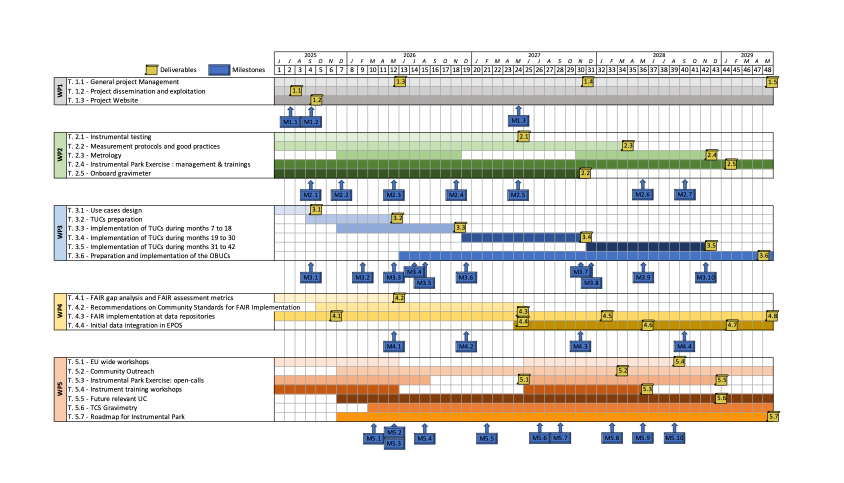 2025 2026 2027 2028 2029
J J A S O N D J F M A M J J A S O N D J F M A M J J A S O N D J F M A M J J A S O N D J F M A M
Deliverables Milestones 1 2 3 4 5 6 7 8 9 10 11 12 13 14 15 16 17 18 19 20 21 22 23 24 25 26 27 28 29 30 31 32 33 34 35 36 37 38 39 40 41 42 43 44 45 46 47 48
WP1
T. 1.1 - General project Management 1.3 1.4 1.5
T. 1.2 - Project dissemination and exploitation 1.1
T. 1.3 - Project Website 1.2
M1.1 M1.2 M1.3
WP2
T. 2.1 - Instrumental testing 2.1
T. 2.2 - Measurement protocols and good practices 2.3
T. 2.3 - Metrology 2.4
T. 2.4 - Instrumental Park Exercise : management & trainings 2.5
T. 2.5 - Onboard gravimeter 2.2
M2.1 M2.2 M2.3 M2.4 M2.5 M2.6 M2.7
WP3
T. 3.1 - Use cases design 3.1
T. 3.2 - TUCs preparation 3.2
T. 3.3 - Implementation of TUCs during months 7 to 18 3.3
T. 3.4 - Implementation of TUCs during months 19 to 30 3.4
T. 3.5 - Implementation of TUCs during months 31 to 42 3.5
T. 3.6 - Preparation and implementation of the OBUCs 3.6
M3.1 M3.2 M3.3 M3.4 M3.6 M3.7 M3.9 M3.10
M3.5 M3.8
WP4
T. 4.1 - FAIR gap analysis and FAIR assessment metrics 4.2
T. 4.2 - Recommendations on Community Standards for FAIR Implementation 4.3
T. 4.3 - FAIR implementation at data repositories 4.1 4.5 4.8
T. 4.4 - Initial data integration in EPOS 4.4 4.6 4.7
M4.1 M4.2 M4.3 M4.4
WP5
T. 5.1 - EU wide workshops 5.4
T. 5.2 - Community Outreach 5.2
T. 5.3 - Instrumental Park Exercise: open-calls 5.1 5.5
T. 5.4 - Instrument training workshops 5.3
T. 5.5 - Future relevant UC 5.6
T. 5.6 - TCS Gravimetry
T. 5.7 - Roadmap for Instrumental Park 5.7
M5.1 M5.2 M5.4 M5.5 M5.6 M5.7 M5.8 M5.9 M5.10
M5.3